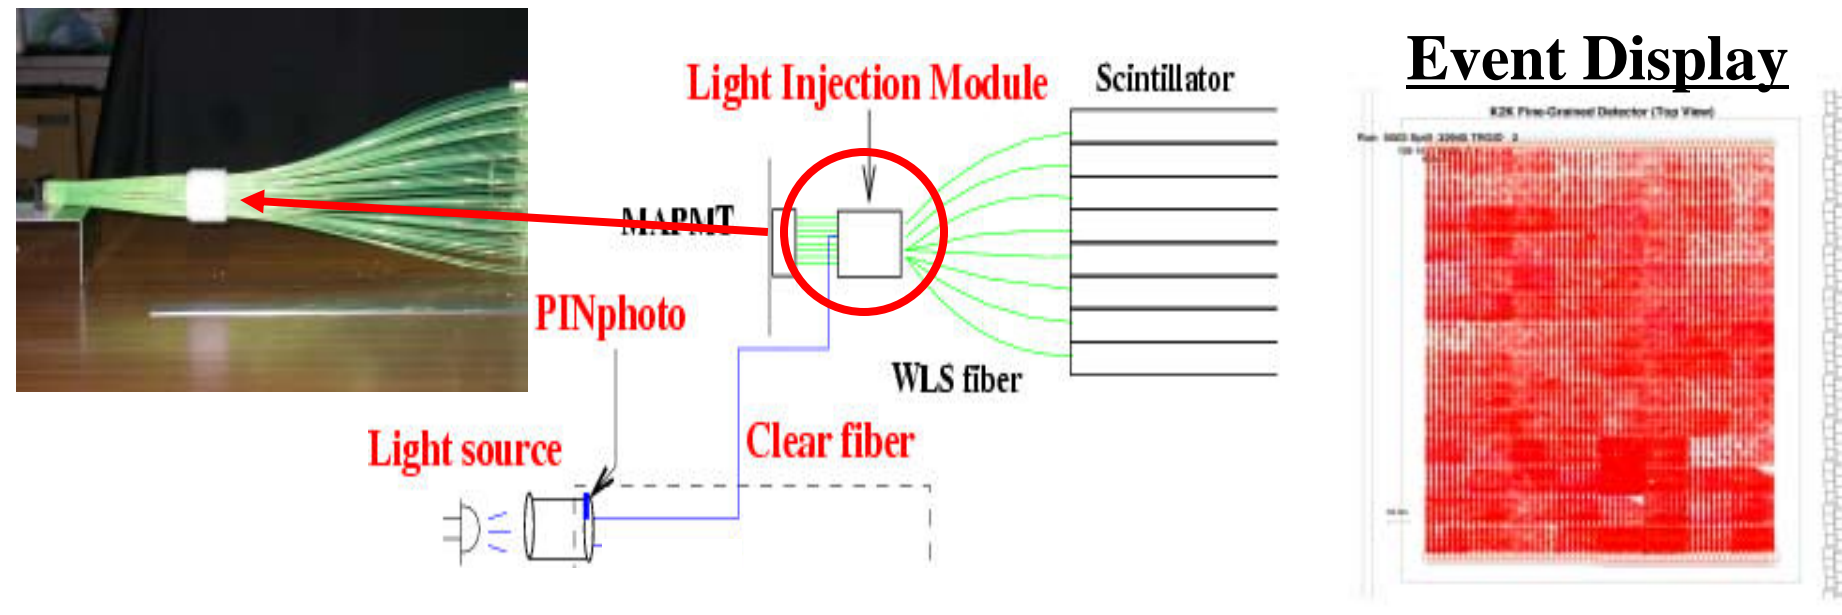 Event Display
Light Injection Module
Scintillator
K2K Fine-Grained Detector (Top View)
MAPMT
PINphoto
WLS fiber
Light source
Clear fiber